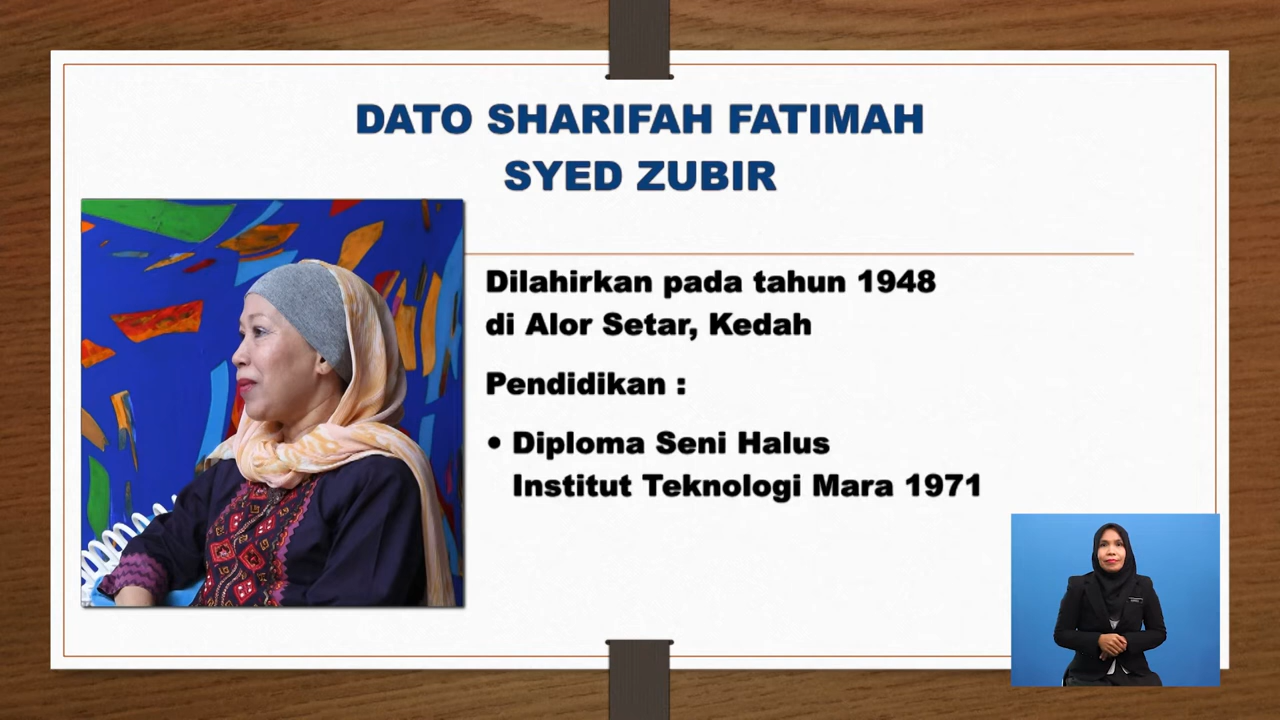 DATO SHARIFAH FATIMAH
SYED ZUBIR
Dilahirkan pada tahun 1948
di Alor Setar, Kedah
Pendidikan :
• Diploma Seni Halus
Institut Teknologi Mara 1971